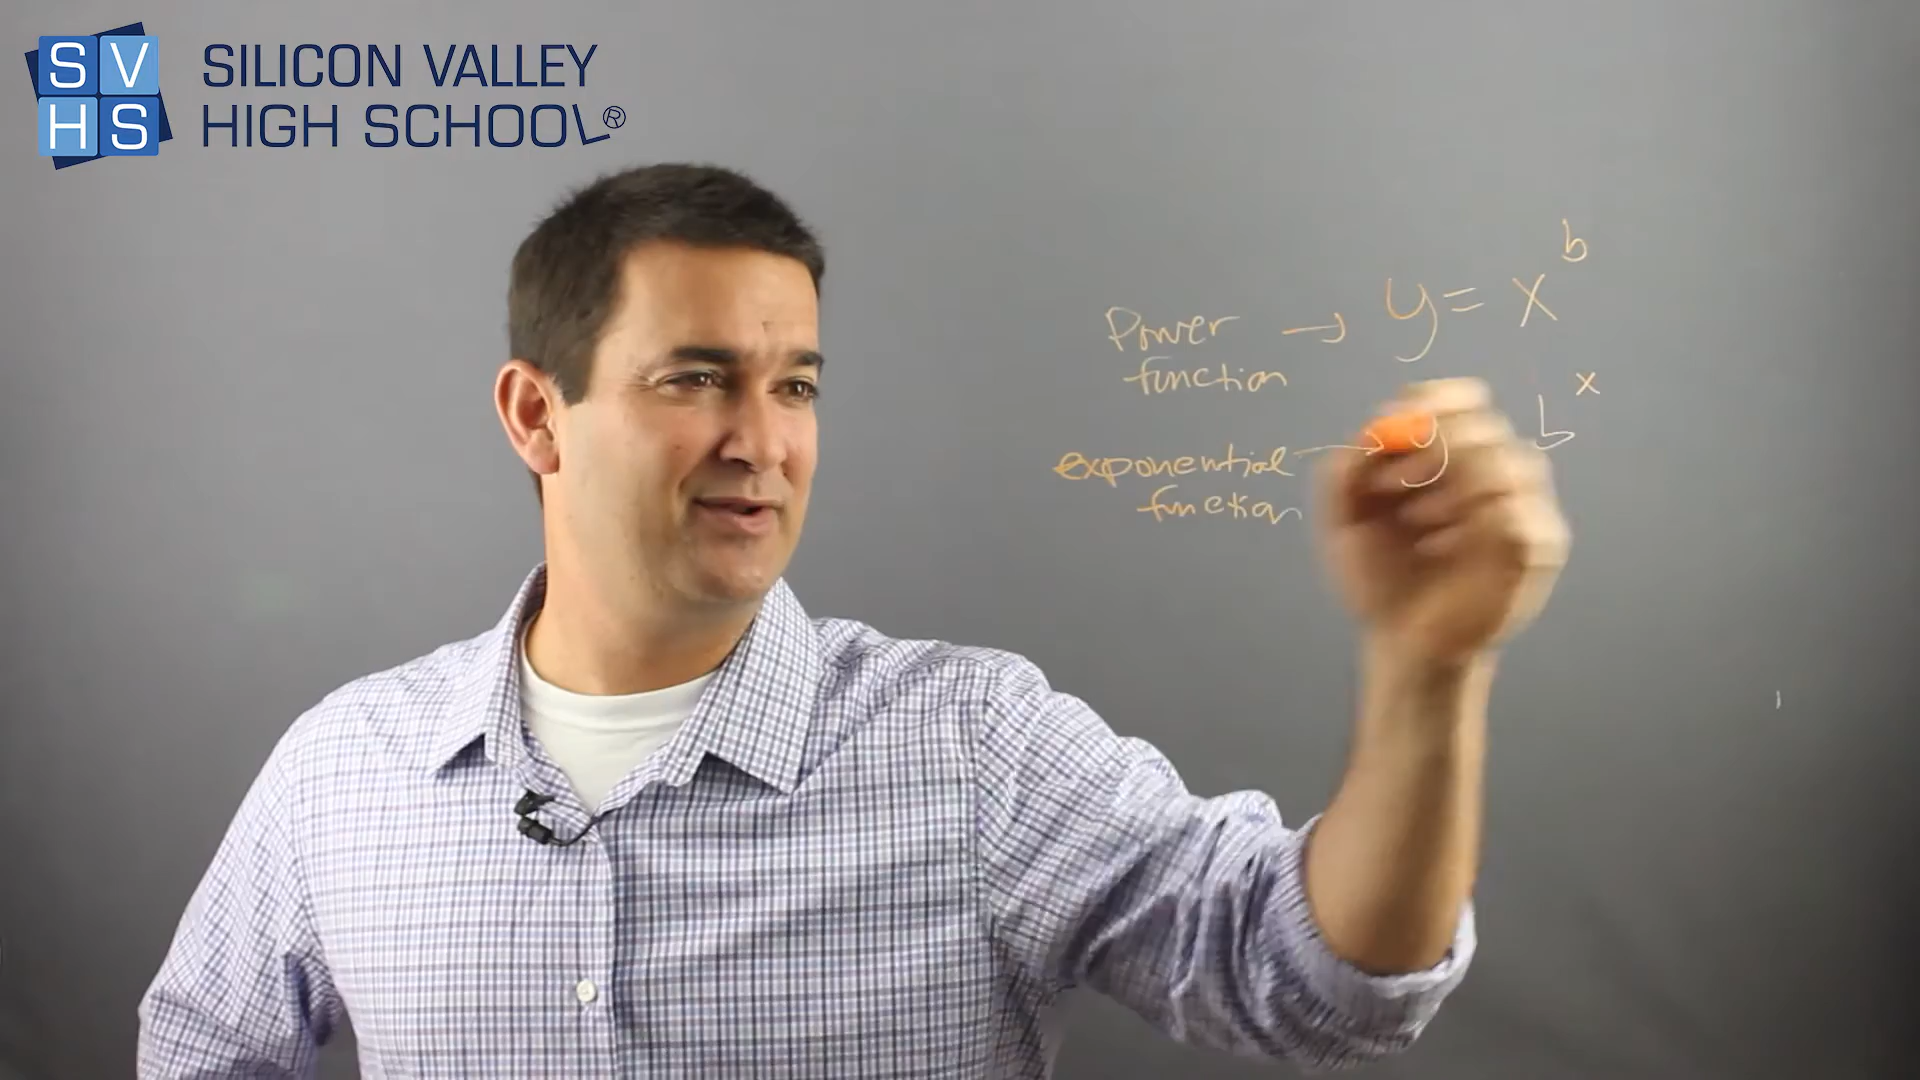 SV
HS
SILICON VALLEY
HIGH SCHOOL®
Power → y = x^b
function
exponential → y b^x
function